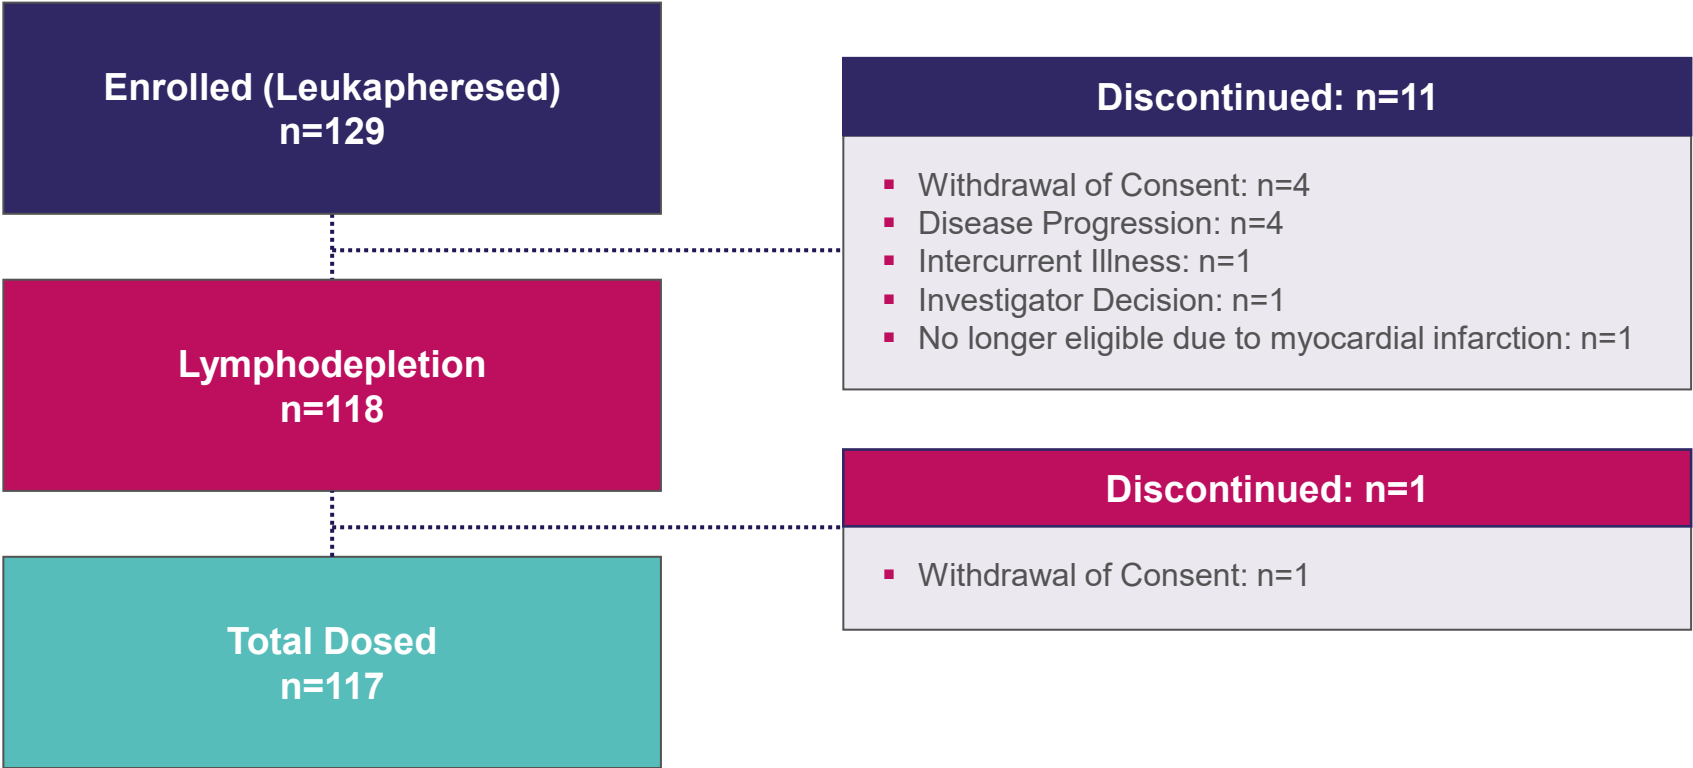 Enrolled (Leukapheresed)
n=129
Discontinued: n=11
▪ Withdrawal of Consent: n=4
▪ Disease Progression: n=4
▪ Intercurrent Illness: n=1
▪ Investigator Decision: n=1
▪ No longer eligible due to myocardial infarction: n=1
Lymphodepletion
n=118
Discontinued: n=1
▪ Withdrawal of Consent: n=1
Total Dosed
n=117